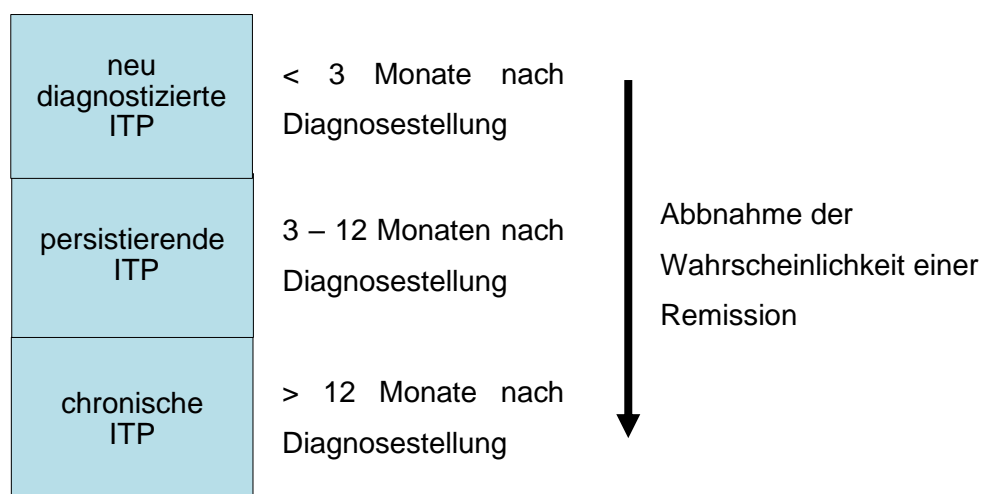 neu
diagnostizierte
ITP
< 3 Monate nach
Diagnosestellung
persistierende
ITP
3 – 12 Monaten nach
Diagnosestellung
chronische
ITP
> 12 Monate nach
Diagnosestellung
Abbnahme der
Wahrscheinlichkeit einer
Remission